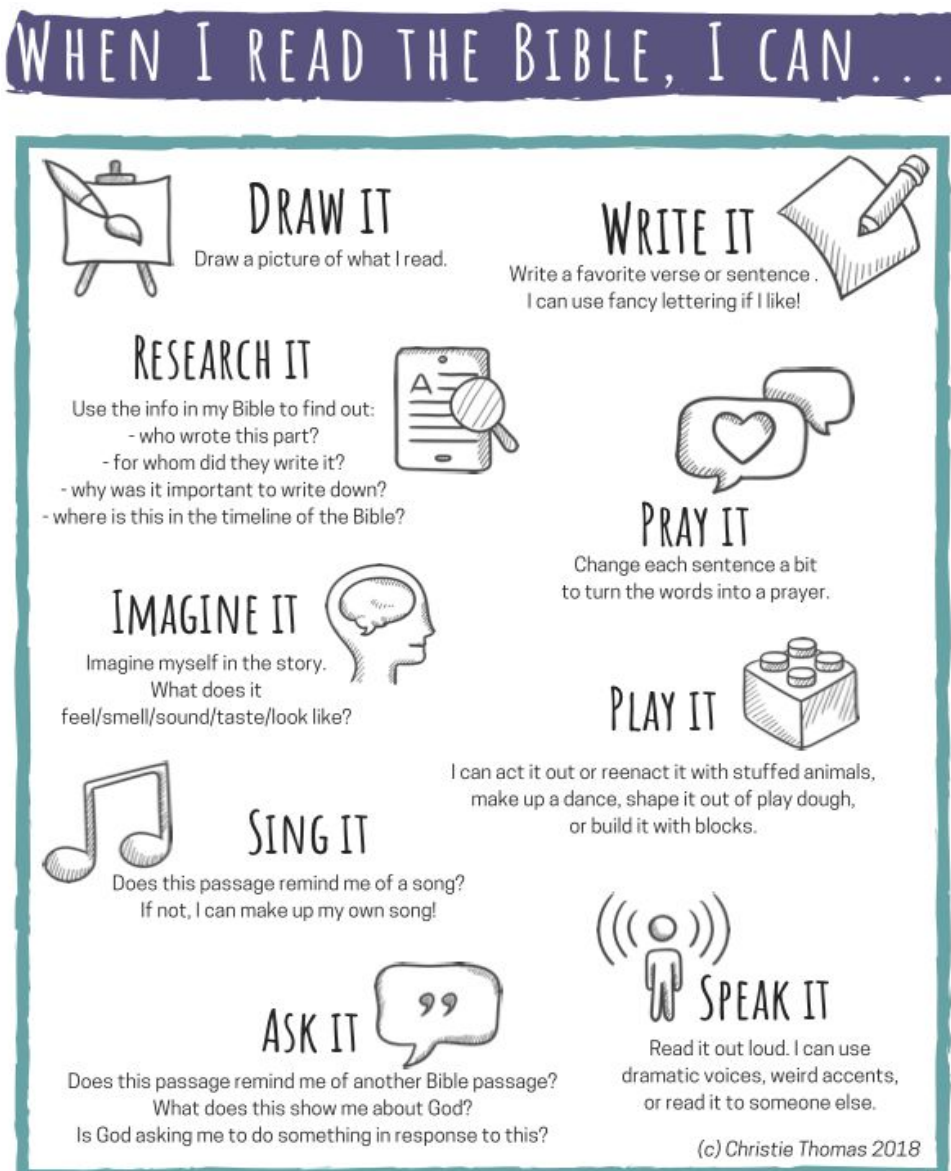 WHEN I READ THE BIBLE, I CAN...
DRAW IT
Draw a picture of what I read.
WRITE IT
Write a favorite verse or sentence .
I can use fancy lettering if I like!
RESEARCH IT
Use the info in my Bible to find out:
- who wrote this part?
- for whom did they write it?
- why was it important to write down?
- where is this in the timeline of the Bible?
A
PRAY IT
Change each sentence a bit
to turn the words into a prayer.
IMAGINE IT
Imagine myself in the story.
What does it
feel/smell/sound/taste/look like?
PLAY IT
I can act it out or reenact it with stuffed animals,
make up a dance, shape it out of play dough,
or build it with blocks.
SING IT
Does this passage remind me of a song?
If not, I can make up my own song!
SPEAK IT
Read it out loud. I can use
dramatic voices, weird accents,
or read it to someone else.
ASK IT
Does this passage remind me of another Bible passage?
What does this show me about God?
Is God asking me to do something in response to this?
(c) Christie Thomas 2018